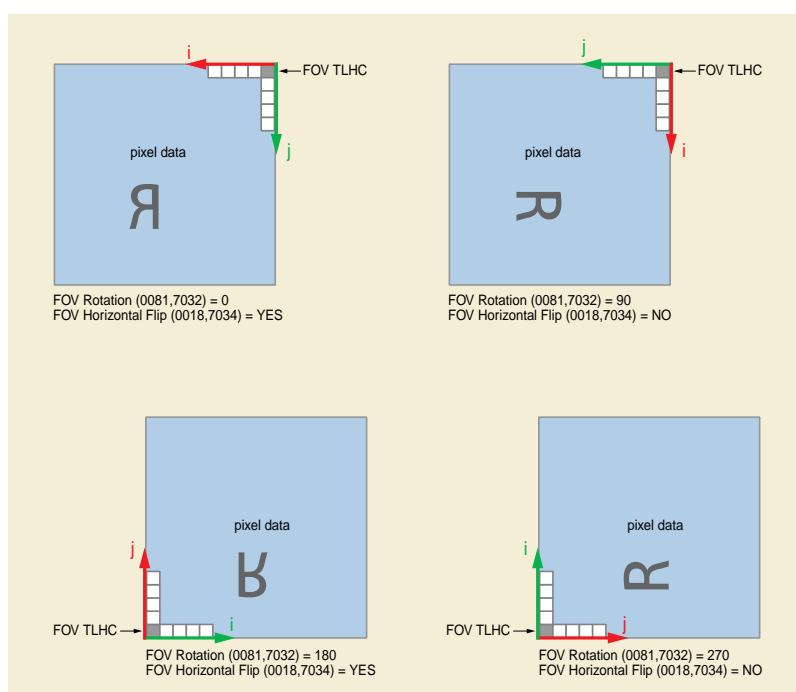 i
j
FOV TLHC
FOV TLHC
j
i
pixel data
pixel data
R
R
FOV Rotation (0081,7032) = 0
FOV Horizontal Flip (0018,7034) = YES
FOV Rotation (0081,7032) = 90
FOV Horizontal Flip (0018,7034) = NO
pixel data
pixel data
j
i
R
R
FOV TLHC
i
FOV TLHC
j
FOV Rotation (0081,7032) = 180
FOV Horizontal Flip (0018,7034) = YES
FOV Rotation (0081,7032) = 270
FOV Horizontal Flip (0018,7034) = NO